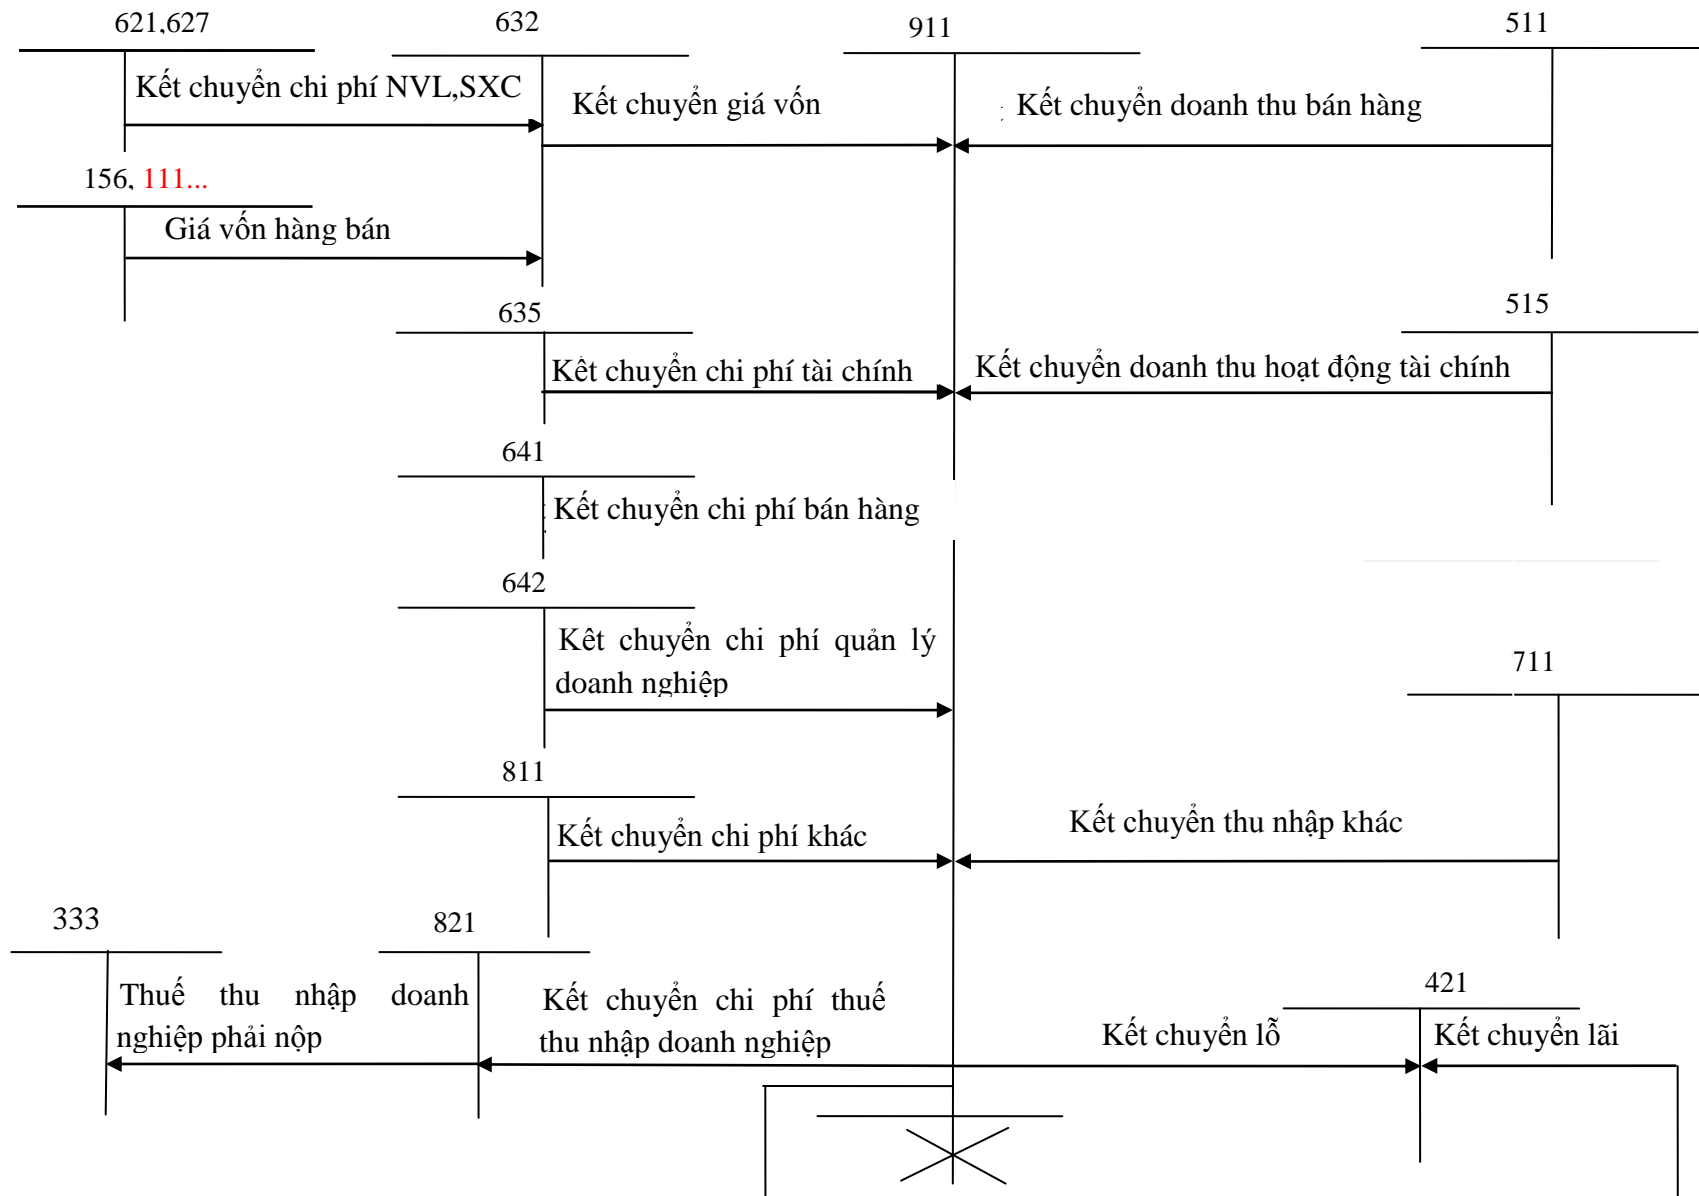 621,627
632
911
511
Kết chuyển chi phí NVL,SXC
Kết chuyển giá vốn
Kết chuyển doanh thu bán hàng
156, 111...
Giá vốn hàng bán
635
515
Kêt chuyển chi phí tài chính
Kết chuyển doanh thu hoạt động tài chính
641
Kết chuyển chi phí bán hàng
642
Kêt chuyển chi phí quản lý
doanh nghiệp
711
811
Kết chuyển chi phí khác
Kết chuyển thu nhập khác
333
821
421
Thuế thu nhập doanh
nghiệp phải nộp
Kết chuyển chi phí thuế
thu nhập doanh nghiệp
Kết chuyển lỗ
Kết chuyển lãi